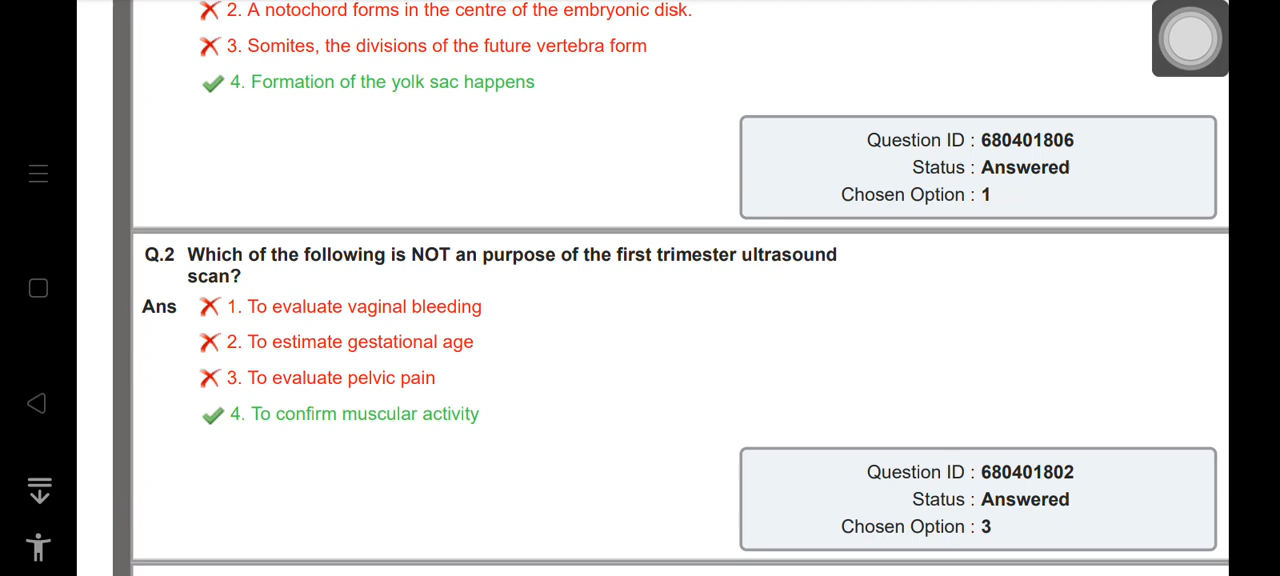 2. A notochord forms in the centre of the embryonic disk.
3. Somites, the divisions of the future vertebra form
4. Formation of the yolk sac happens
Question ID : 680401806
Status : Answered
Chosen Option : 1
Q.2 Which of the following is NOT an purpose of the first trimester ultrasound
scan?
Ans 1. To evaluate vaginal bleeding
2. To estimate gestational age
3. To evaluate pelvic pain
4. To confirm muscular activity
Question ID : 680401802
Status : Answered
Chosen Option : 3